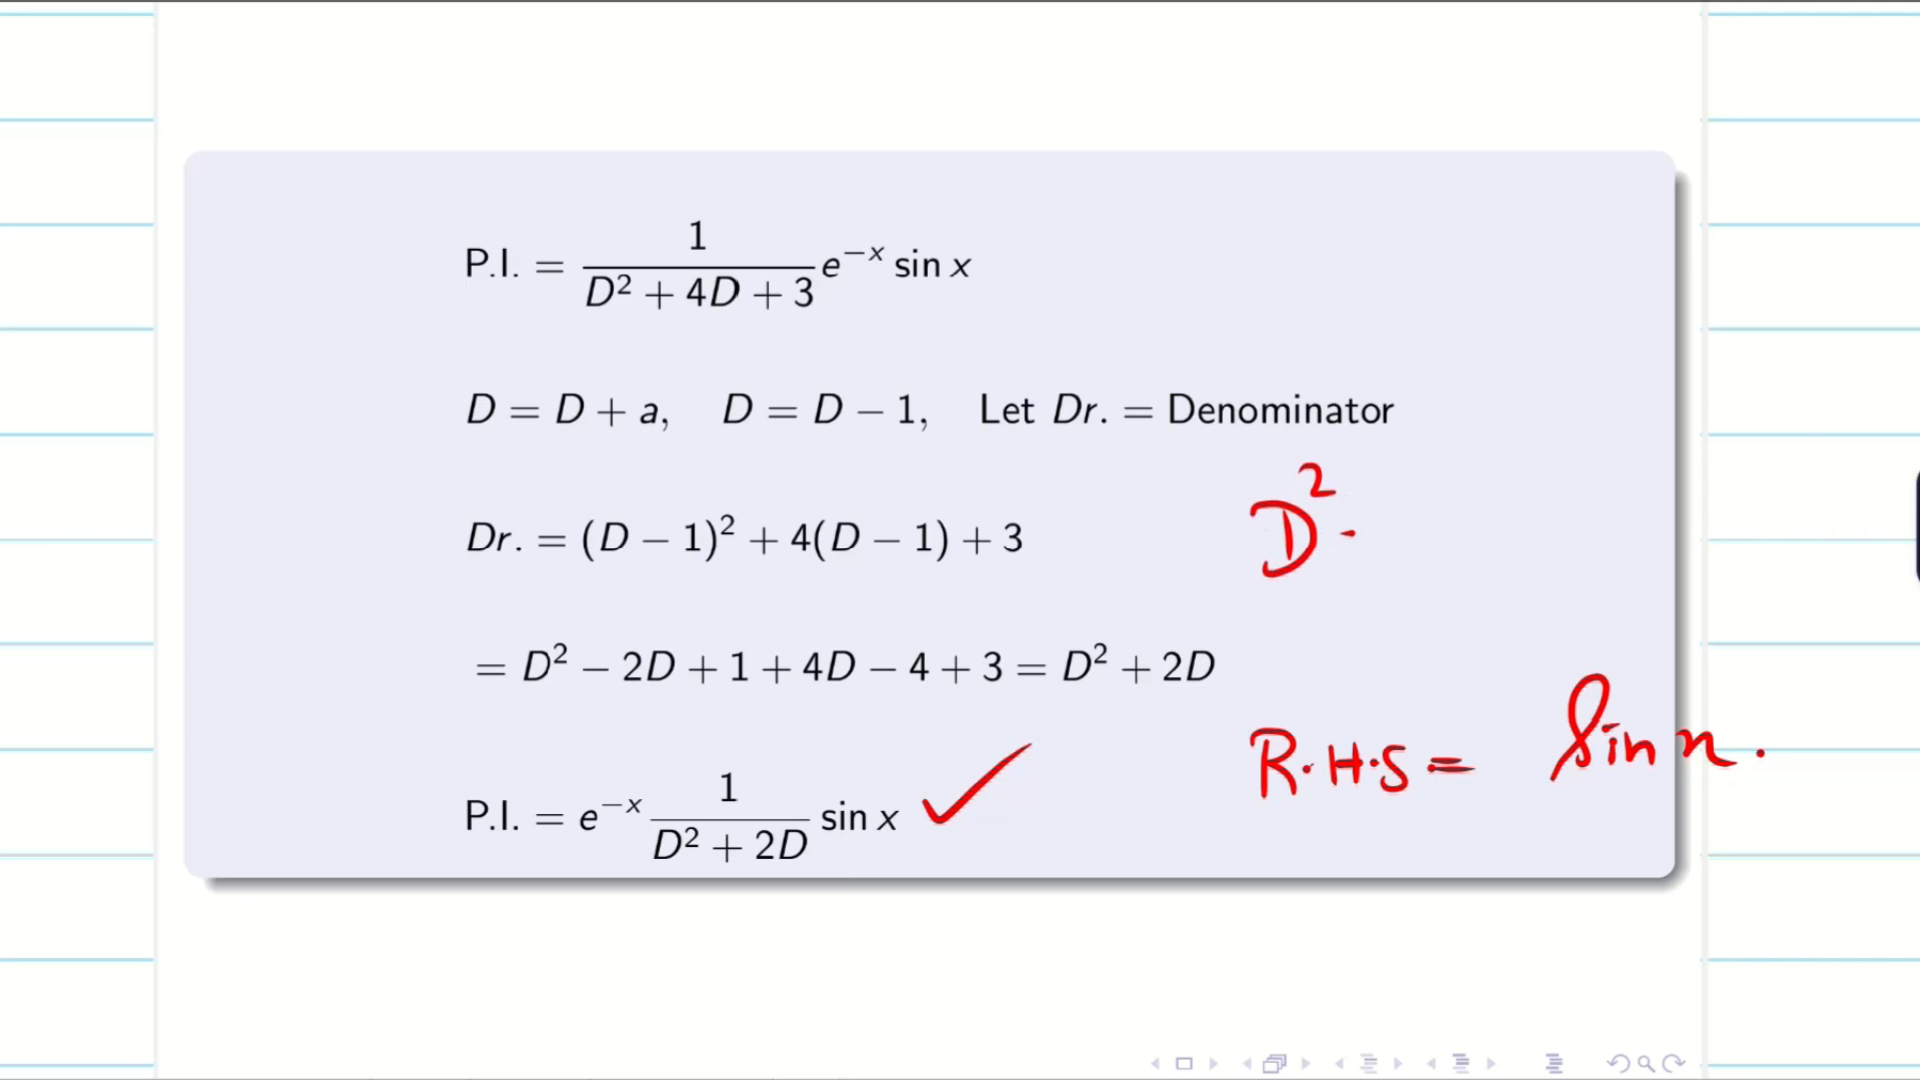 P.I. = 1/(D² + 4D + 3) e^(−x) sin x
D = D + a, D = D − 1, Let Dr. = Denominator
D² -
Dr. = (D − 1)² + 4(D − 1) + 3
= D² − 2D + 1 + 4D − 4 + 3 = D² + 2D
R.H.S = Sin x.
P.I. = e^(−x) 1/(D² + 2D) sin x ✓